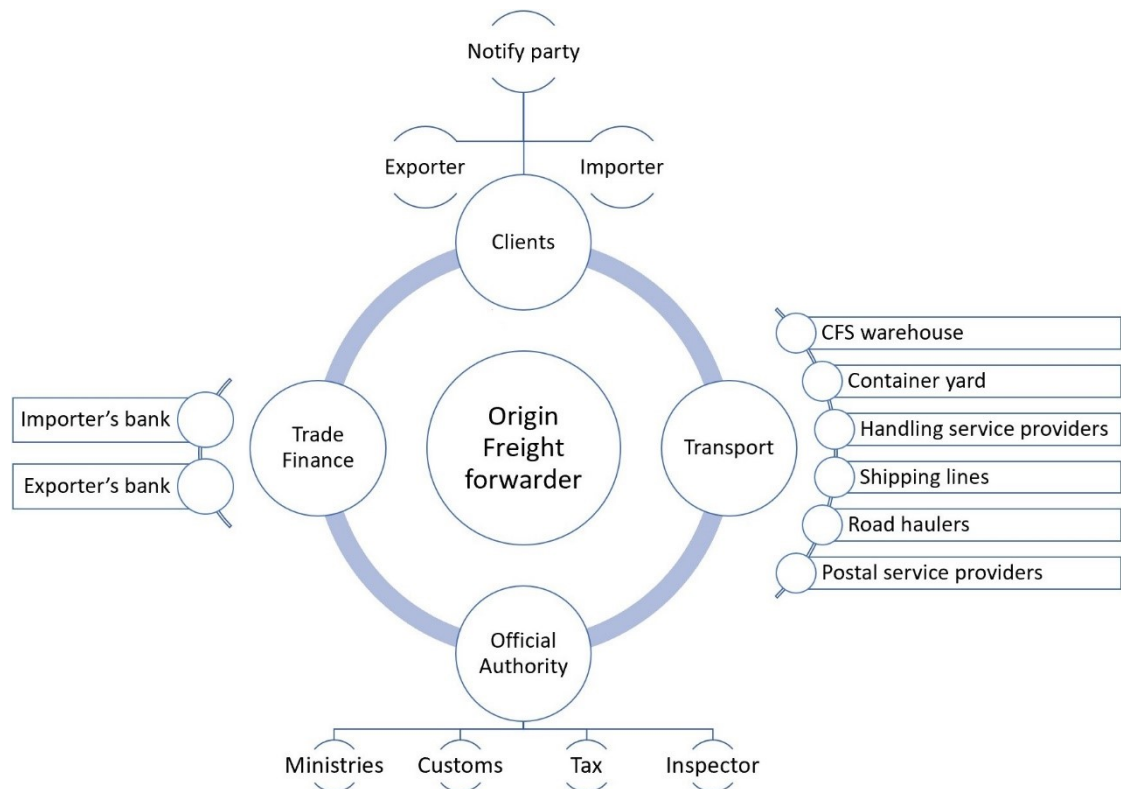 Notify party
Exporter
Importer
Clients
CFS warehouse
Container yard
Handling service providers
Shipping lines
Road haulers
Postal service providers
Transport
Origin
Freight
forwarder
Trade
Finance
Importer’s bank
Exporter’s bank
Official
Authority
Ministries
Customs
Tax
Inspector